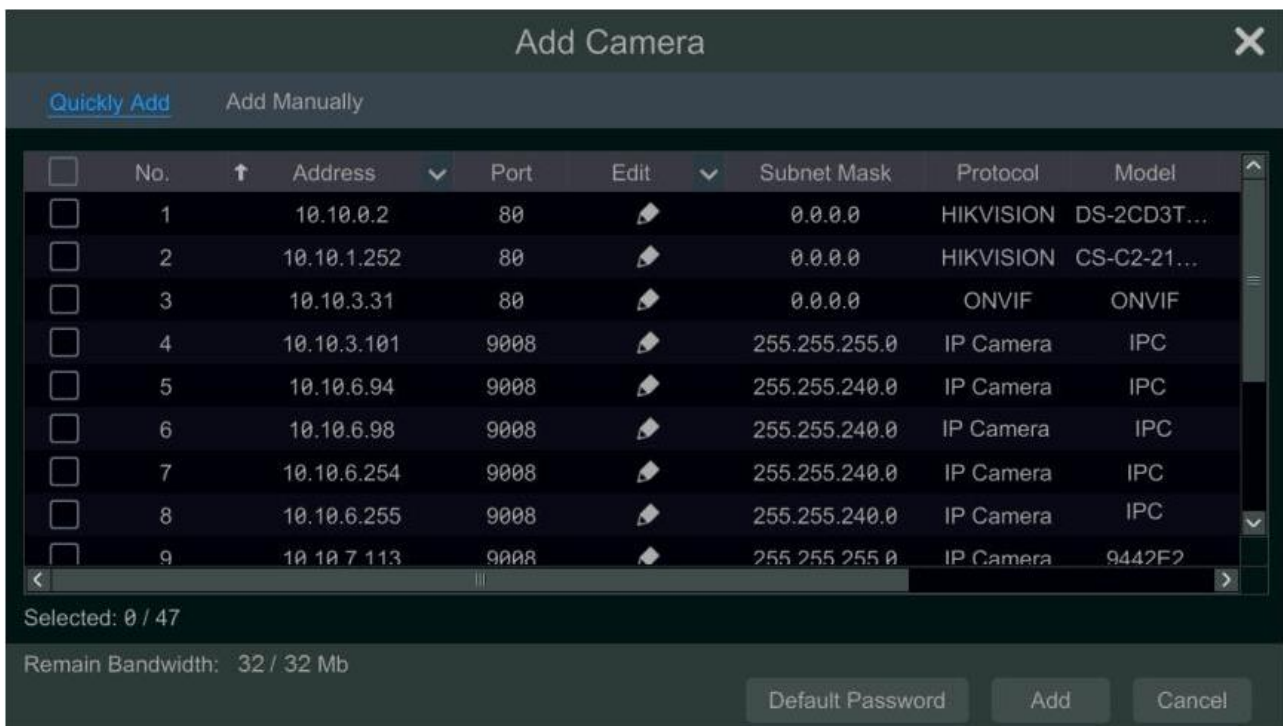 Add Camera
Quickly Add Add Manually
No. Address Port Edit Subnet Mask Protocol Model
1 10.10.0.2 80 0.0.0.0 HIKVISION DS-2CD3T...
2 10.10.1.252 80 0.0.0.0 HIKVISION CS-C2-21...
3 10.10.3.31 80 0.0.0.0 ONVIF ONVIF
4 10.10.3.101 9008 255.255.255.0 IP Camera IPC
5 10.10.6.94 9008 255.255.240.0 IP Camera IPC
6 10.10.6.98 9008 255.255.240.0 IP Camera IPC
7 10.10.6.254 9008 255.255.240.0 IP Camera IPC
8 10.10.6.255 9008 255.255.240.0 IP Camera IPC
9 10.10.7.113 9008 255.255.255.0 IP Camera 9442E2
Selected: 0 / 47
Remain Bandwidth: 32 / 32 Mb
Default Password Add Cancel